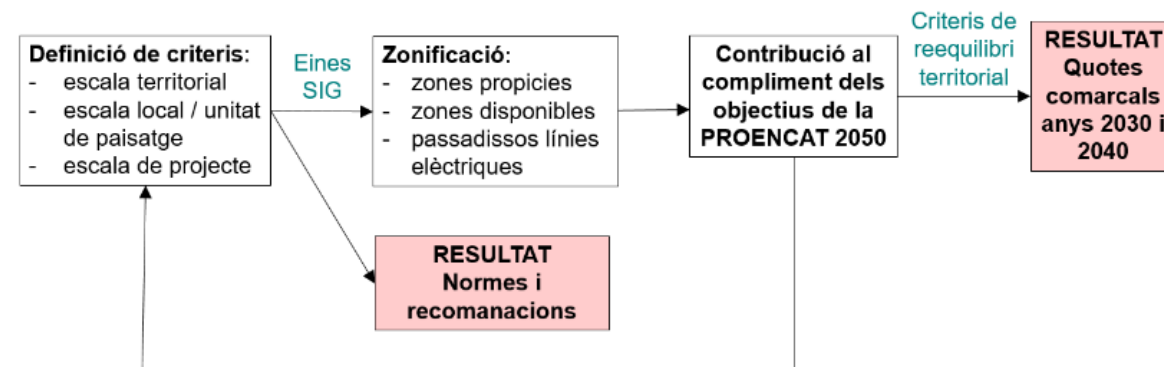 Definició de criteris:
- escala territorial
- escala local / unitat
de paisatge
- escala de projecte
Eines
SIG
Zonificació:
- zones propicies
- zones disponibles
- passadissos línies
elèctriques
Contribució al
compliment dels
objectius de la
PROENCAT 2050
Criteris de
reequilibri
territorial
RESULTAT
Quotes
comarcals
anys 2030 i
2040
RESULTAT
Normes i
recomanacions